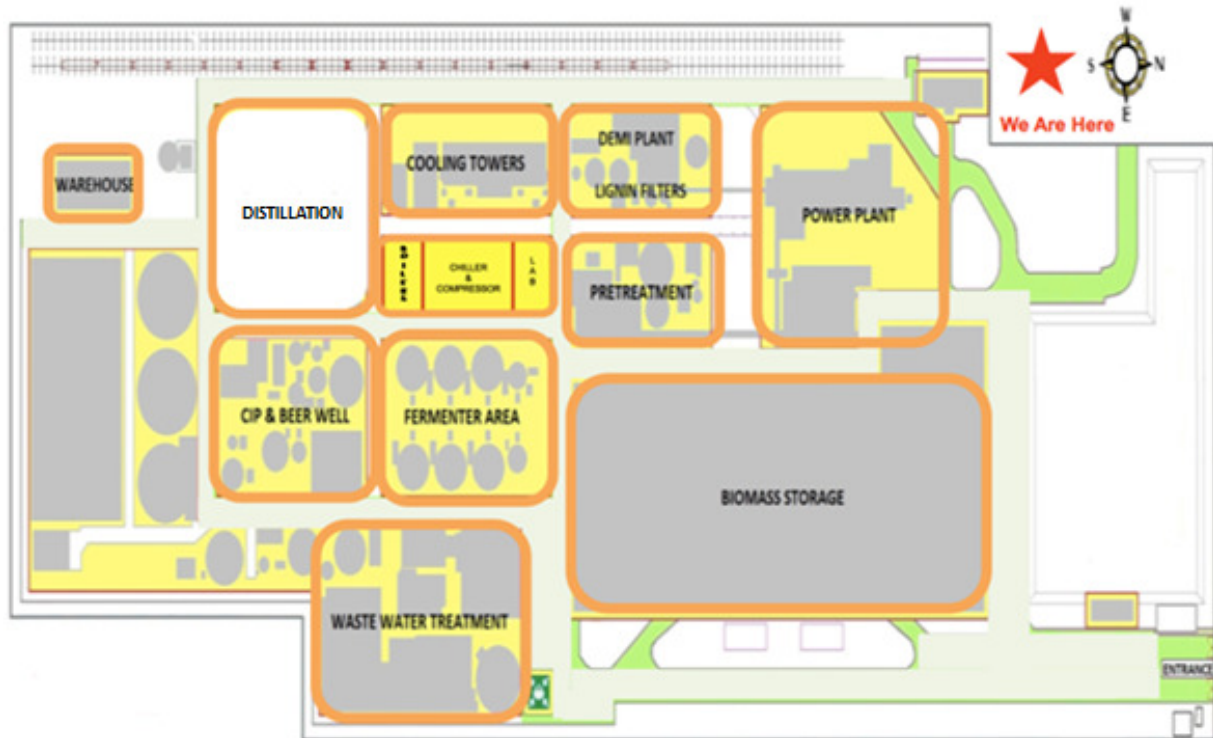 W
S
N
E
We Are Here
DEMI PLANT
COOLING TOWERS
WAREHOUSE
LIGNIN FILTERS
DISTILLATION
POWER PLANT
BOILERS
CHILLER
&
COMPRESSOR
LAB
PRETREATMENT
CIP & BEER WELL
FERMENTER AREA
BIOMASS STORAGE
WASTE WATER TREATMENT
ENTRANCE